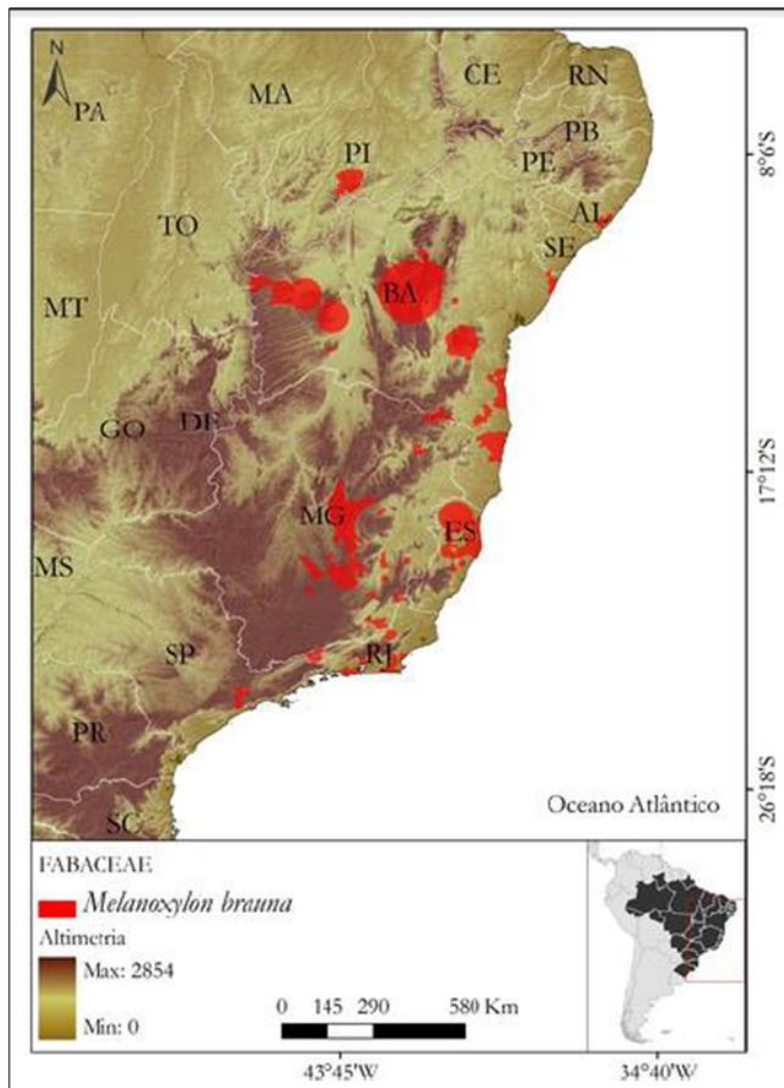 N
CE
RN
PA
MA
PB
PI
PE
8°6'S
AL
TO
SE
BA
MT
DF
GO
17°12'S
MG
ES
MS
SP
RJ
PR
26°18'S
Oceano Atlântico
SC
FABACEAE
Melanoxylon brauna
Altimetria
Max: 2854
0 145 290 580 Km
Min: 0
43°45'W 34°40'W